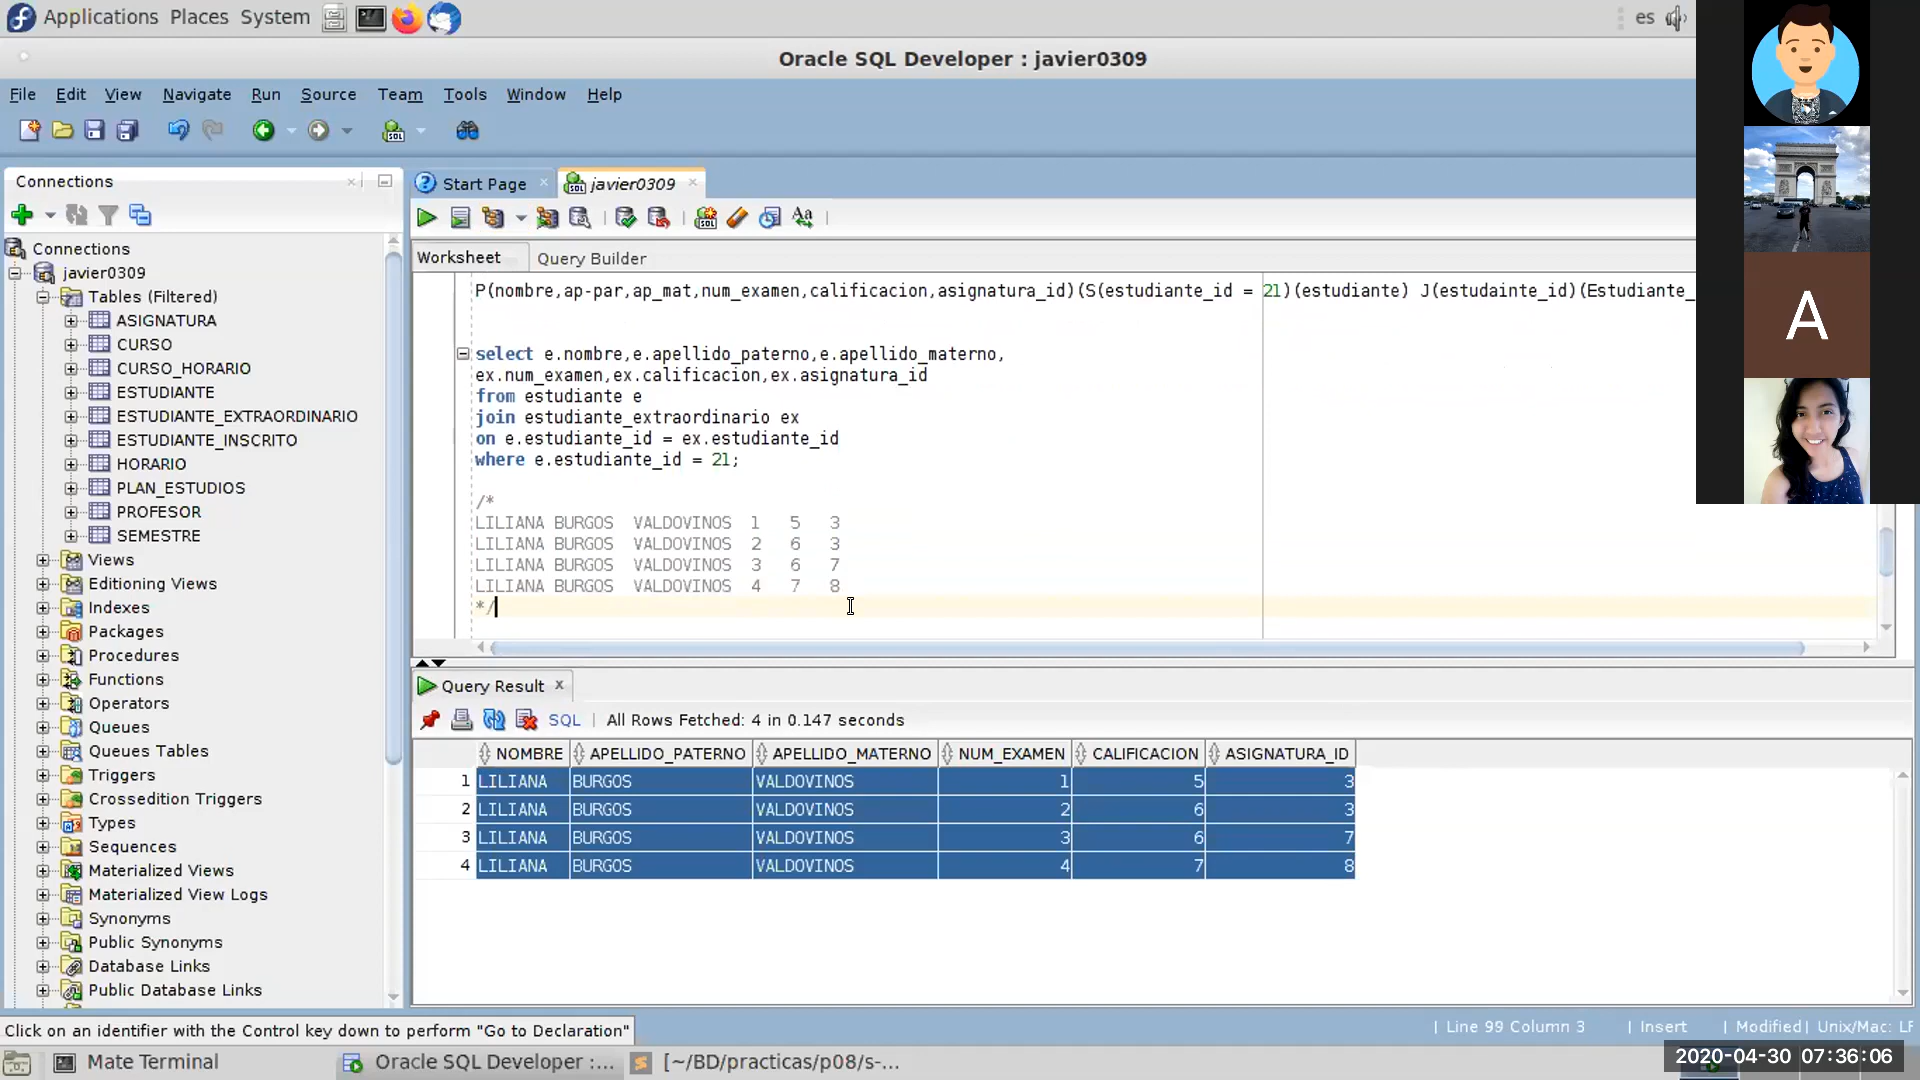 Applications Places System
es
Oracle SQL Developer : javier0309
File Edit View Navigate Run Source Team Tools Window Help
Connections
Start Page
javier0309
Worksheet
Query Builder
Connections
javier0309
Tables (Filtered)
ASIGNATURA
CURSO
CURSO_HORARIO
ESTUDIANTE
ESTUDIANTE_EXTRAORDINARIO
ESTUDIANTE_INSCRITO
HORARIO
PLAN_ESTUDIOS
PROFESOR
SEMESTRE
Views
Editioning Views
Indexes
Packages
Procedures
Functions
Operators
Queues
Queues Tables
Triggers
Crossedition Triggers
Types
Sequences
Materialized Views
Materialized View Logs
Synonyms
Public Synonyms
Database Links
Public Database Links
P(nombre,ap-par,ap_mat,num_examen,calificacion,asignatura_id)(S(estudiante_id = 21)(estudiante) J(estudainte_id)(Estudiante_
select e.nombre,e.apellido_paterno,e.apellido_materno,
ex.num_examen,ex.calificacion,ex.asignatura_id
from estudiante e
join estudiante_extraordinario ex
on e.estudiante_id = ex.estudiante_id
where e.estudiante_id = 21;
/*
LILIANA BURGOS VALDOVINOS 1 5 3
LILIANA BURGOS VALDOVINOS 2 6 3
LILIANA BURGOS VALDOVINOS 3 6 7
LILIANA BURGOS VALDOVINOS 4 7 8
*/
Query Result x
SQL | All Rows Fetched: 4 in 0.147 seconds
NOMBRE APELLIDO_PATERNO APELLIDO_MATERNO NUM_EXAMEN CALIFICACION ASIGNATURA_ID
1 LILIANA BURGOS VALDOVINOS 1 5 3
2 LILIANA BURGOS VALDOVINOS 2 6 3
3 LILIANA BURGOS VALDOVINOS 3 6 7
4 LILIANA BURGOS VALDOVINOS 4 7 8
A
Click on an identifier with the Control key down to perform "Go to Declaration"
| Line 99 Column 3 | Insert | Modified | Unix/Mac: LF
Mate Terminal
Oracle SQL Developer :...
[~/BD/practicas/p08/s-...
2020-04-30 07:36:06